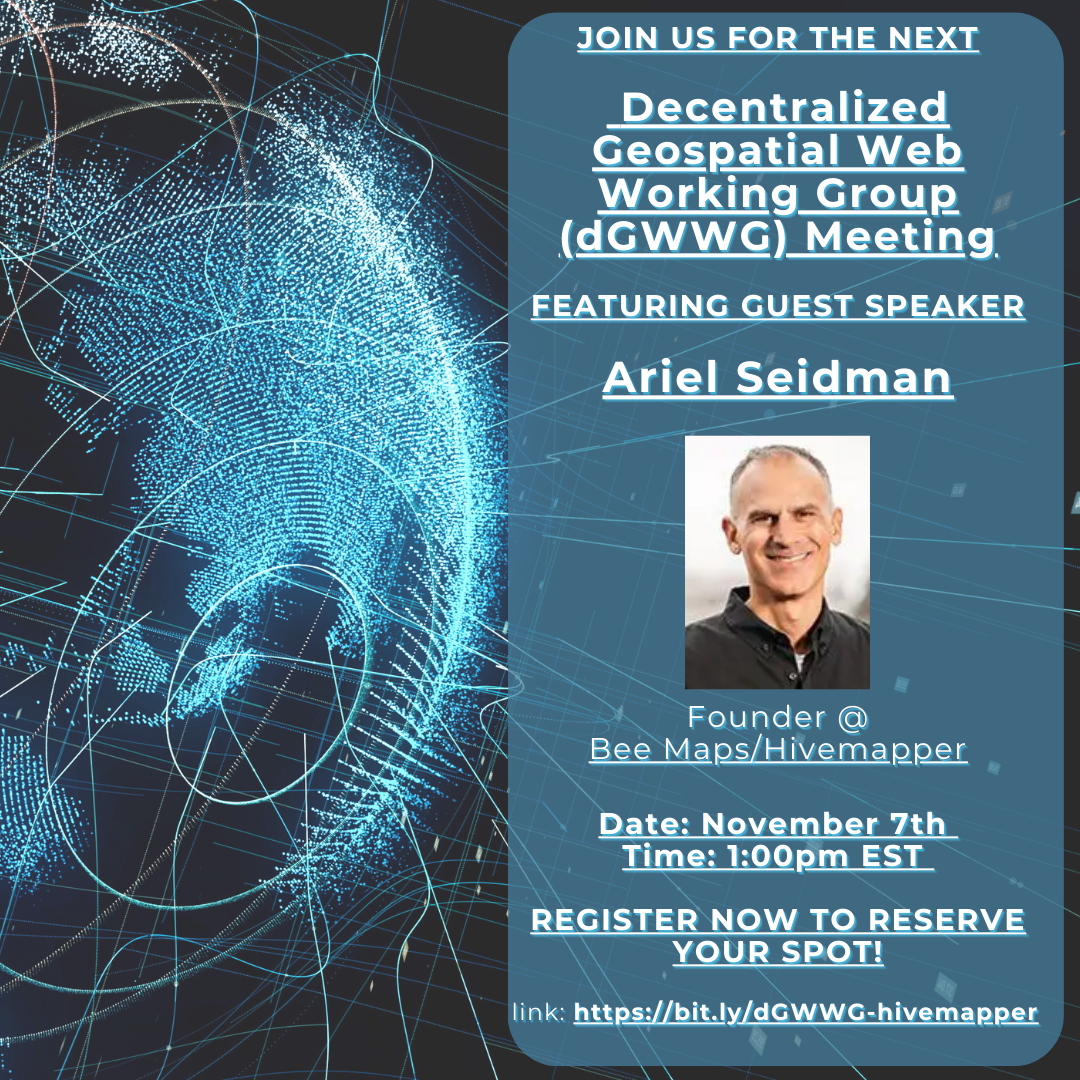 JOIN US FOR THE NEXT
Decentralized
Geospatial Web
Working Group
(dGWWG) Meeting
FEATURING GUEST SPEAKER
Ariel Seidman
Founder @
Bee Maps/Hivemapper
Date: November 7th
Time: 1:00pm EST
REGISTER NOW TO RESERVE
YOUR SPOT!
link: https://bit.ly/dGWWG-hivemapper